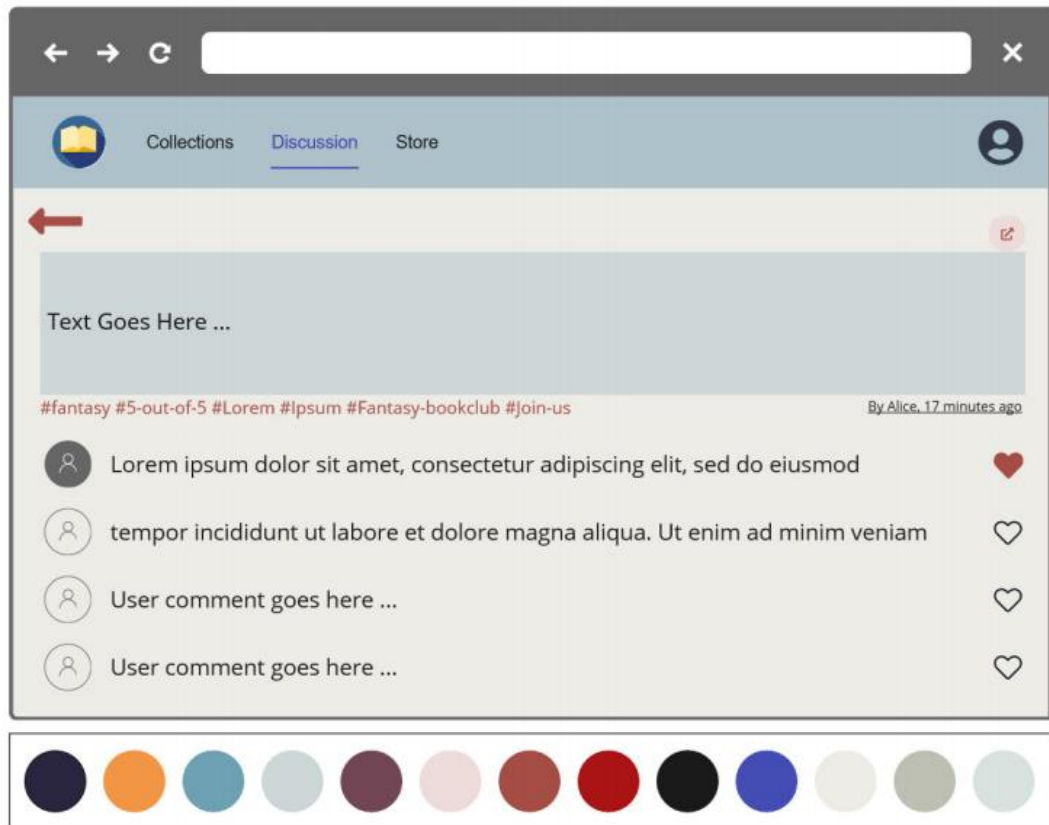 Collections Discussion Store
Text Goes Here ...
#fantasy #5-out-of-5 #Lorem #Ipsum #Fantasy-bookclub #Join-us By Alice, 17 minutes ago
Lorem ipsum dolor sit amet, consectetur adipiscing elit, sed do eiusmod
tempor incididunt ut labore et dolore magna aliqua. Ut enim ad minim veniam
User comment goes here ...
User comment goes here ...